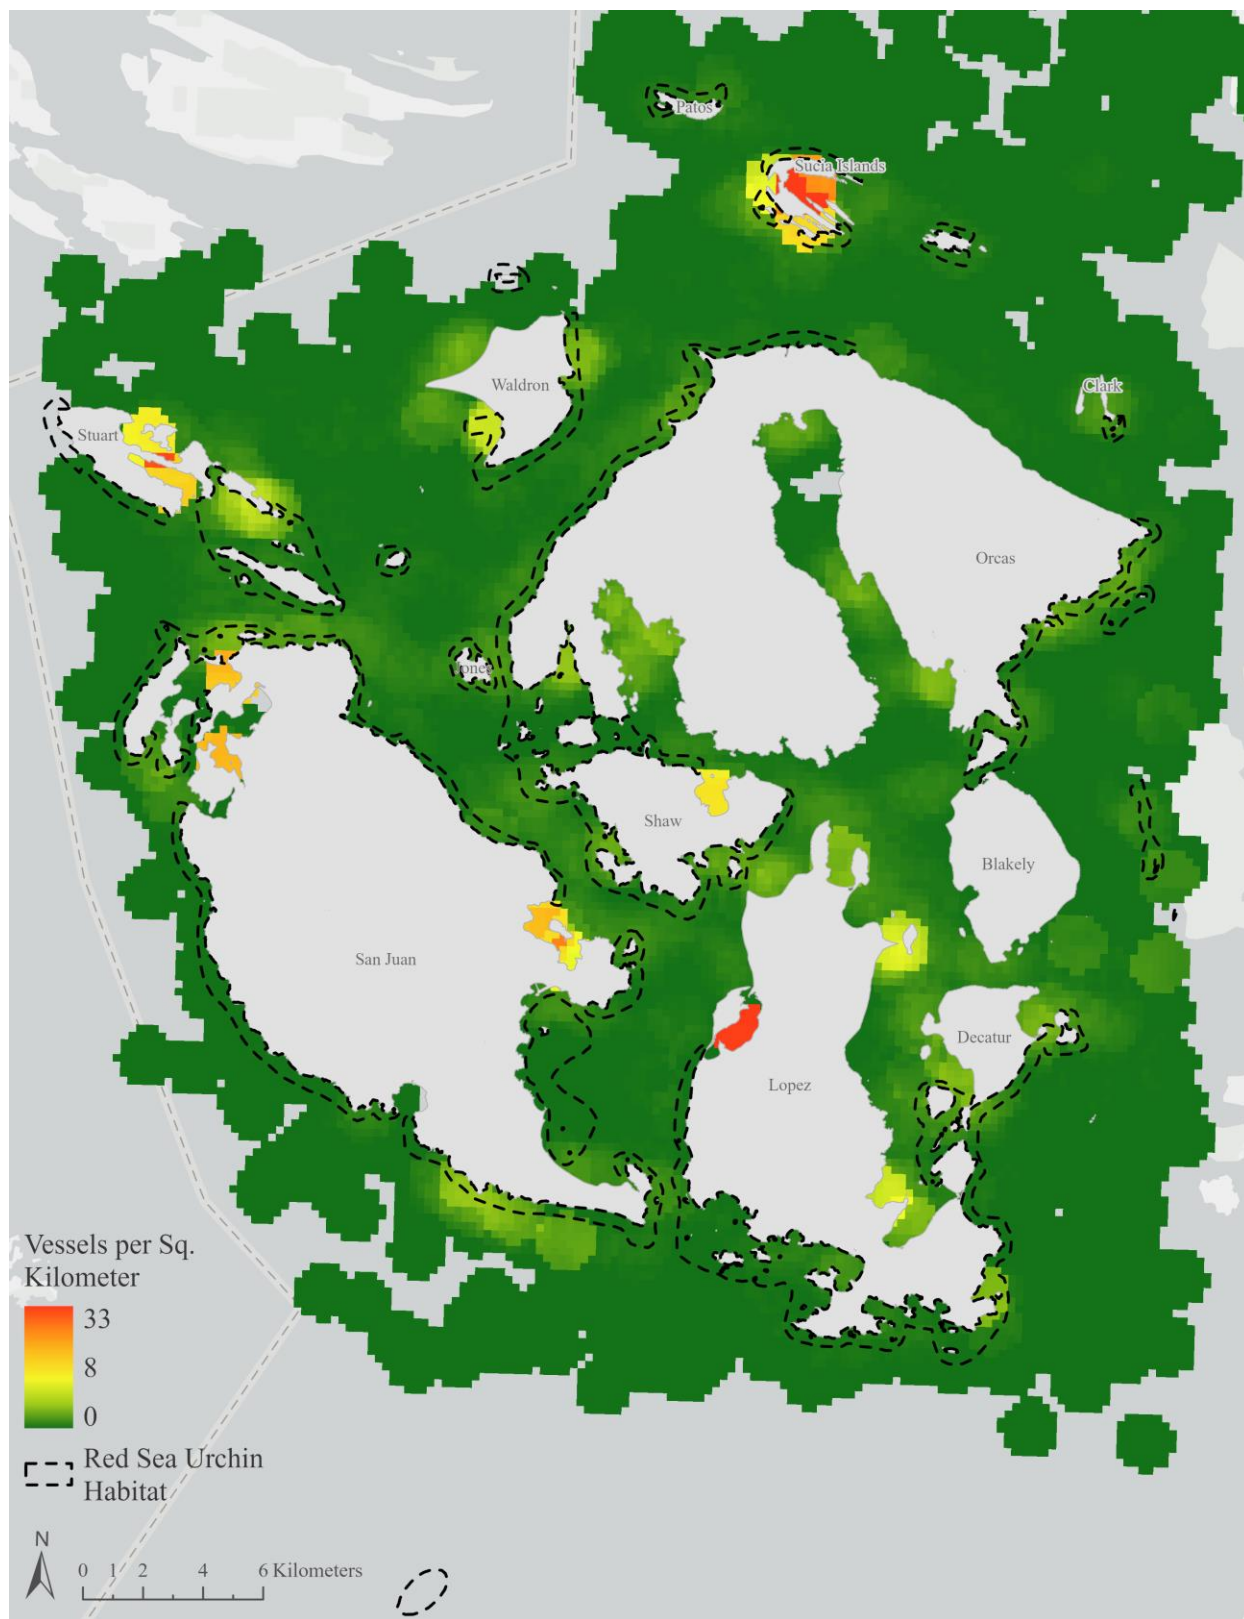 Patos
Sucia Islands
Waldron
Clark
Stuart
Orcas
Jones
Shaw
Blakely
San Juan
Decatur
Lopez
Vessels per Sq.
Kilometer
33
8
0
Red Sea Urchin
Habitat
N
0 1 2 4 6 Kilometers